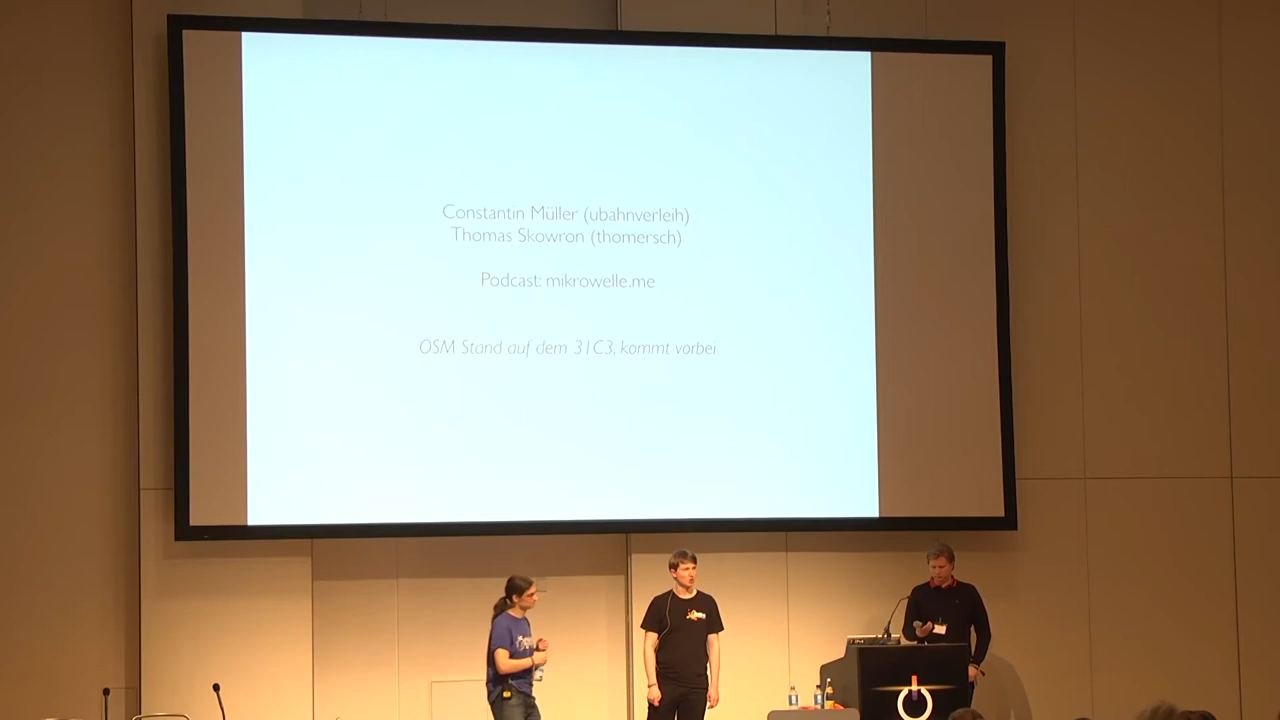 Constantin Müller (ubahnverleih)
Thomas Skowron (thomersch)
Podcast: mikrowelle.me
OSM Stand auf dem 31C3, kommt vorbei